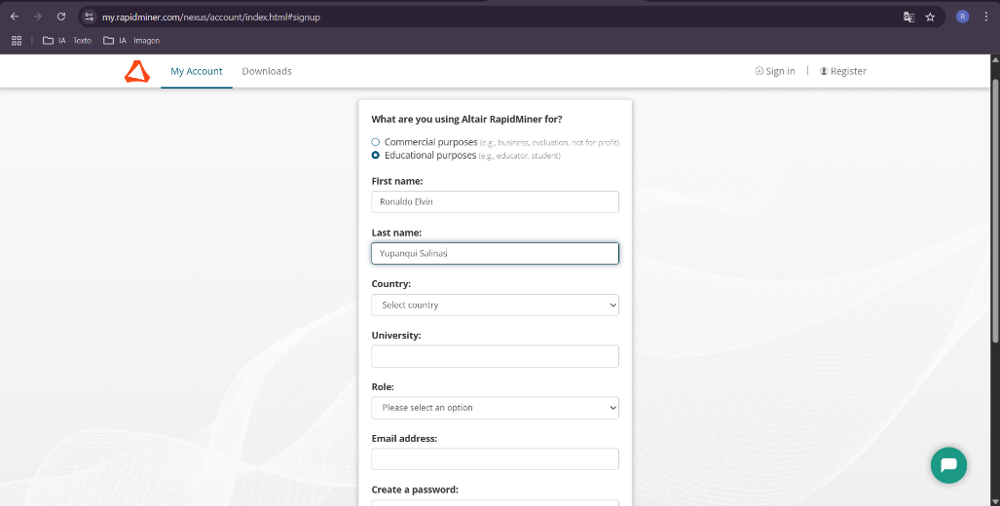 my.rapidminer.com/nexus/account/index.html#signup
R
IA - Texto
IA - Imagen
My Account
Downloads
Sign in
|
Register
What are you using Altair RapidMiner for?
Commercial purposes (e.g., business, evaluation, not-for-profit)
Educational purposes (e.g., educator, student)
First name:
Ronaldo Elvin
Last name:
Yupanqui Salinas
Country:
Select country
University:
Role:
Please select an option
Email address:
Create a password: